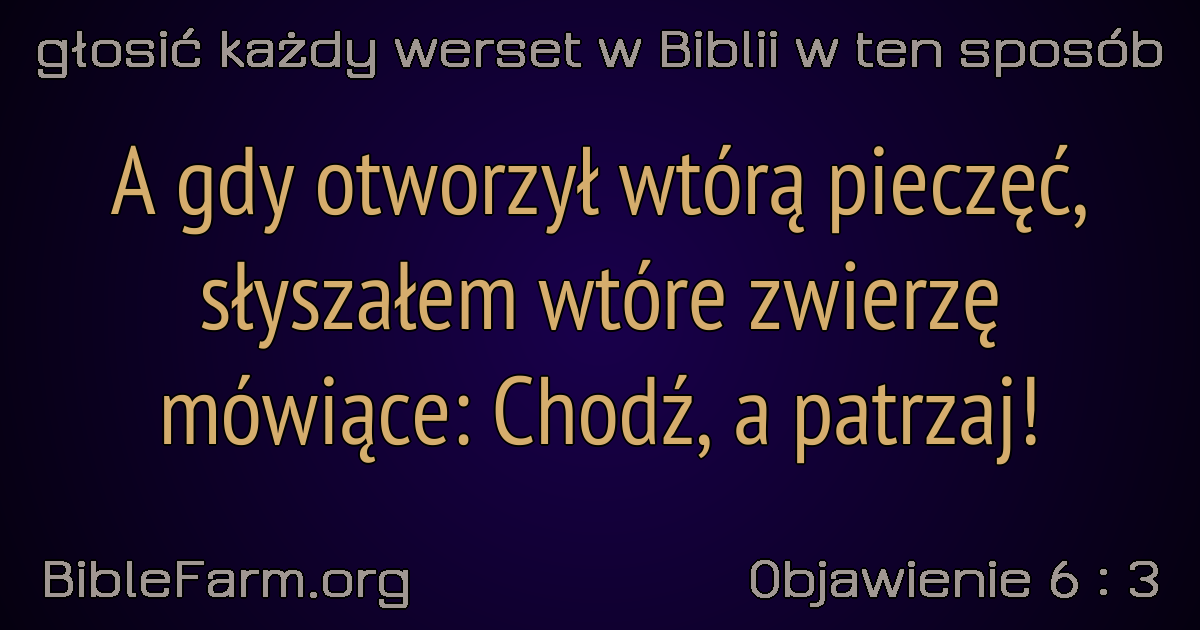 głosić każdy werset w Biblii w ten sposób
A gdy otworzył wtórą pieczęć,
słyszałem wtóre zwierzę
mówiące: Chodź, a patrzaj!
BibleFarm.org
Objawienie 6 : 3